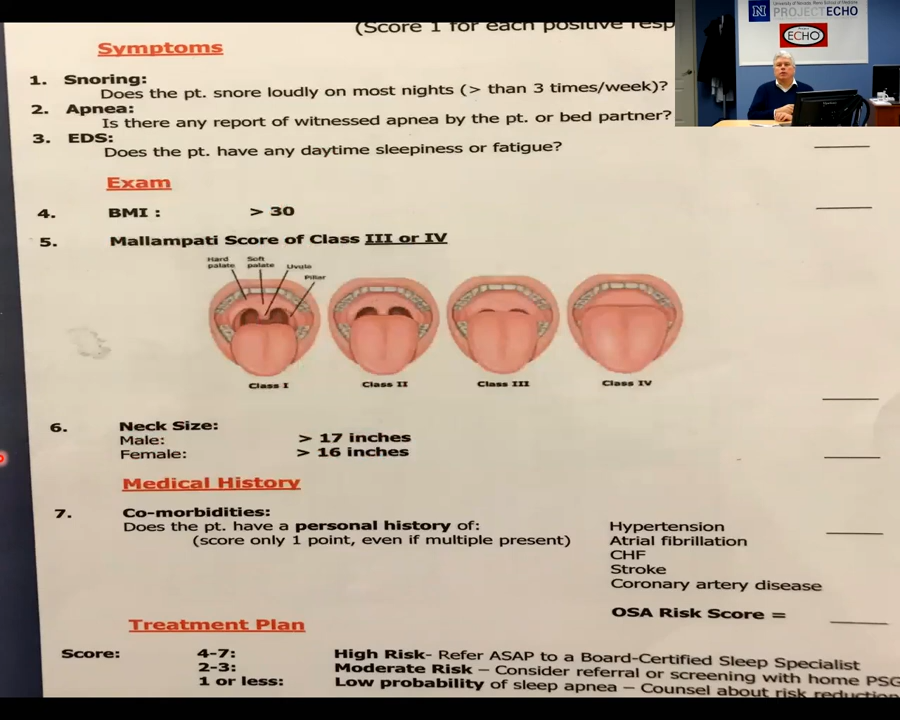 (Score 1 for each positive resp
University of Nevada, Reno School of Medicine
N PROJECT ECHO
ECHO
Symptoms
1. Snoring:
Does the pt. snore loudly on most nights (> than 3 times/week)?
2. Apnea:
Is there any report of witnessed apnea by the pt. or bed partner?
3. EDS:
Does the pt. have any daytime sleepiness or fatigue?
Exam
4. BMI : > 30
5. Mallampati Score of Class III or IV
Hard palate
Soft palate
Uvula
Pillar
Class I
Class II
Class III
Class IV
6. Neck Size:
Male: > 17 inches
Female: > 16 inches
Medical History
7. Co-morbidities:
Does the pt. have a personal history of: Hypertension
(score only 1 point, even if multiple present) Atrial fibrillation
CHF
Stroke
Coronary artery disease
OSA Risk Score =
Treatment Plan
Score: 4-7: High Risk- Refer ASAP to a Board-Certified Sleep Specialist
2-3: Moderate Risk – Consider referral or screening with home PSG
1 or less: Low probability of sleep apnea – Counsel about risk reduction